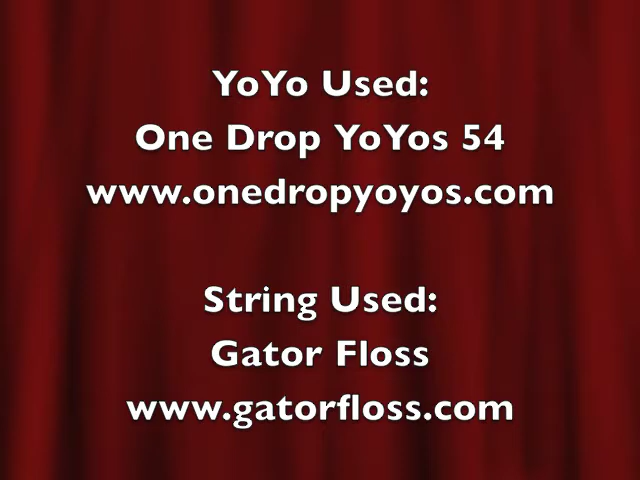 YoYo Used:
One Drop YoYos 54
www.onedropyoyos.com
String Used:
Gator Floss
www.gatorfloss.com